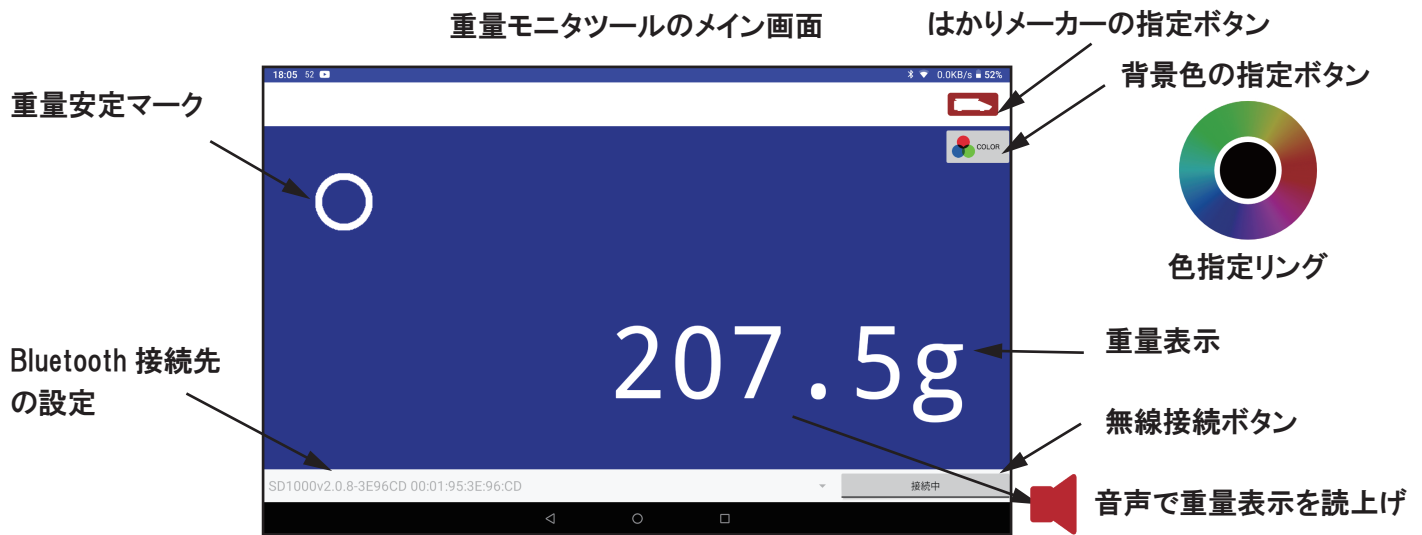 重量モニタツールのメイン画面
はかりメーカーの指定ボタン
背景色の指定ボタン
重量安定マーク
18:05 52
0.0KB/s 52%
COLOR
色指定リング
207.5g
重量表示
Bluetooth 接続先
の設定
無線接続ボタン
SD1000v2.0.8-3E96CD 00:01:95:3E:96:CD
接続中
音声で重量表示を読上げ